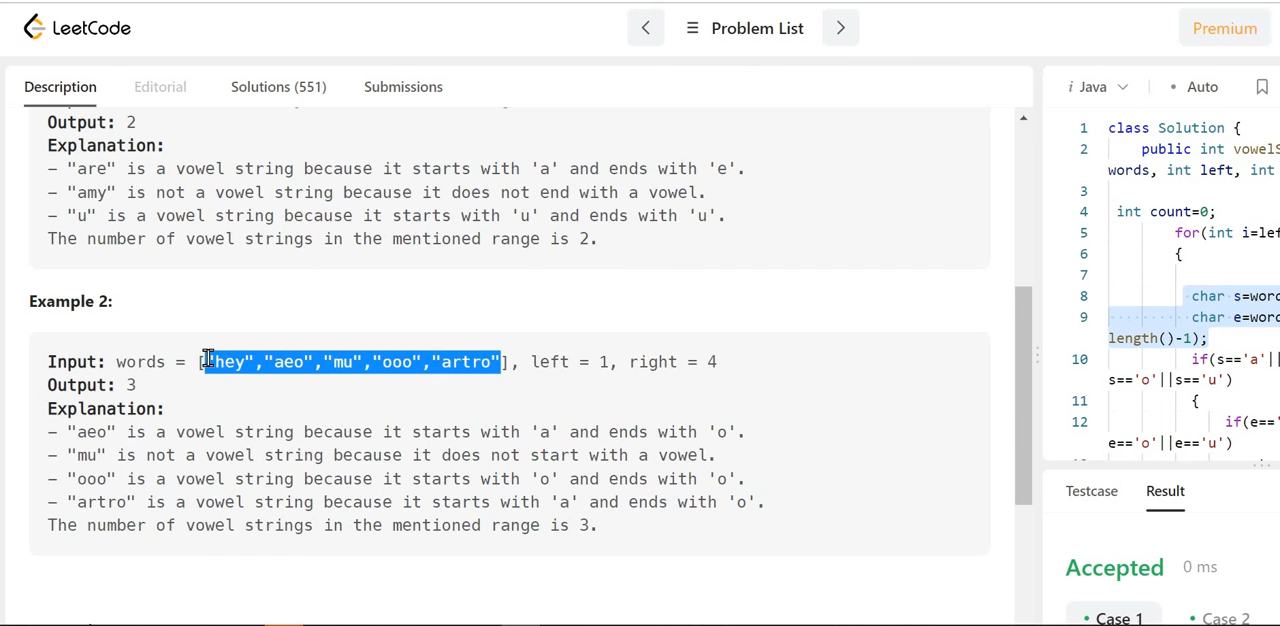 LeetCode
Problem List
Premium
Description
Editorial
Solutions (551)
Submissions
Output: 2
Explanation:
– "are" is a vowel string because it starts with 'a' and ends with 'e'.
– "amy" is not a vowel string because it does not end with a vowel.
– "u" is a vowel string because it starts with 'u' and ends with 'u'.
The number of vowel strings in the mentioned range is 2.
Example 2:
Input: words = ["hey","aeo","mu","ooo","artro"], left = 1, right = 4
Output: 3
Explanation:
– "aeo" is a vowel string because it starts with 'a' and ends with 'o'.
– "mu" is not a vowel string because it does not start with a vowel.
– "ooo" is a vowel string because it starts with 'o' and ends with 'o'.
– "artro" is a vowel string because it starts with 'a' and ends with 'o'.
The number of vowel strings in the mentioned range is 3.
i Java
• Auto
1 class Solution {
2 public int vowelS
words, int left, int
3
4 int count=0;
5 for(int i=lef
6 {
7
8 char s=word
9 char e=word
length()-1);
10 if(s=='a'||
s=='o'||s=='u')
11 {
12 if(e=='
e=='o'||e=='u')
Testcase
Result
Accepted 0 ms
• Case 1
• Case 2